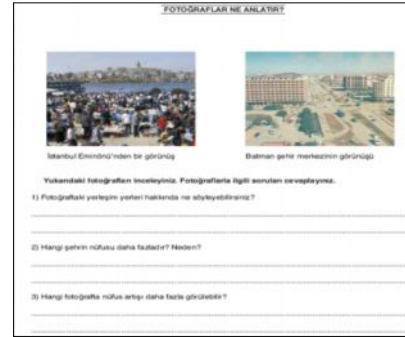 FOTOĞRAFLAR NE ANLATIR?
İstanbul Eminönü'nden bir görünüş
Batman şehir merkezinin görünüşü
Yukarıdaki fotoğrafları inceleyiniz. Fotoğraflarla ilgili soruları cevaplayınız.
1) Fotoğraftaki yerleşim yerleri hakkında ne söyleyebilirsiniz?
2) Hangi şehrin nüfusu daha fazladır? Neden?
3) Hangi fotoğrafta nüfus artışı daha fazla görülebilir?